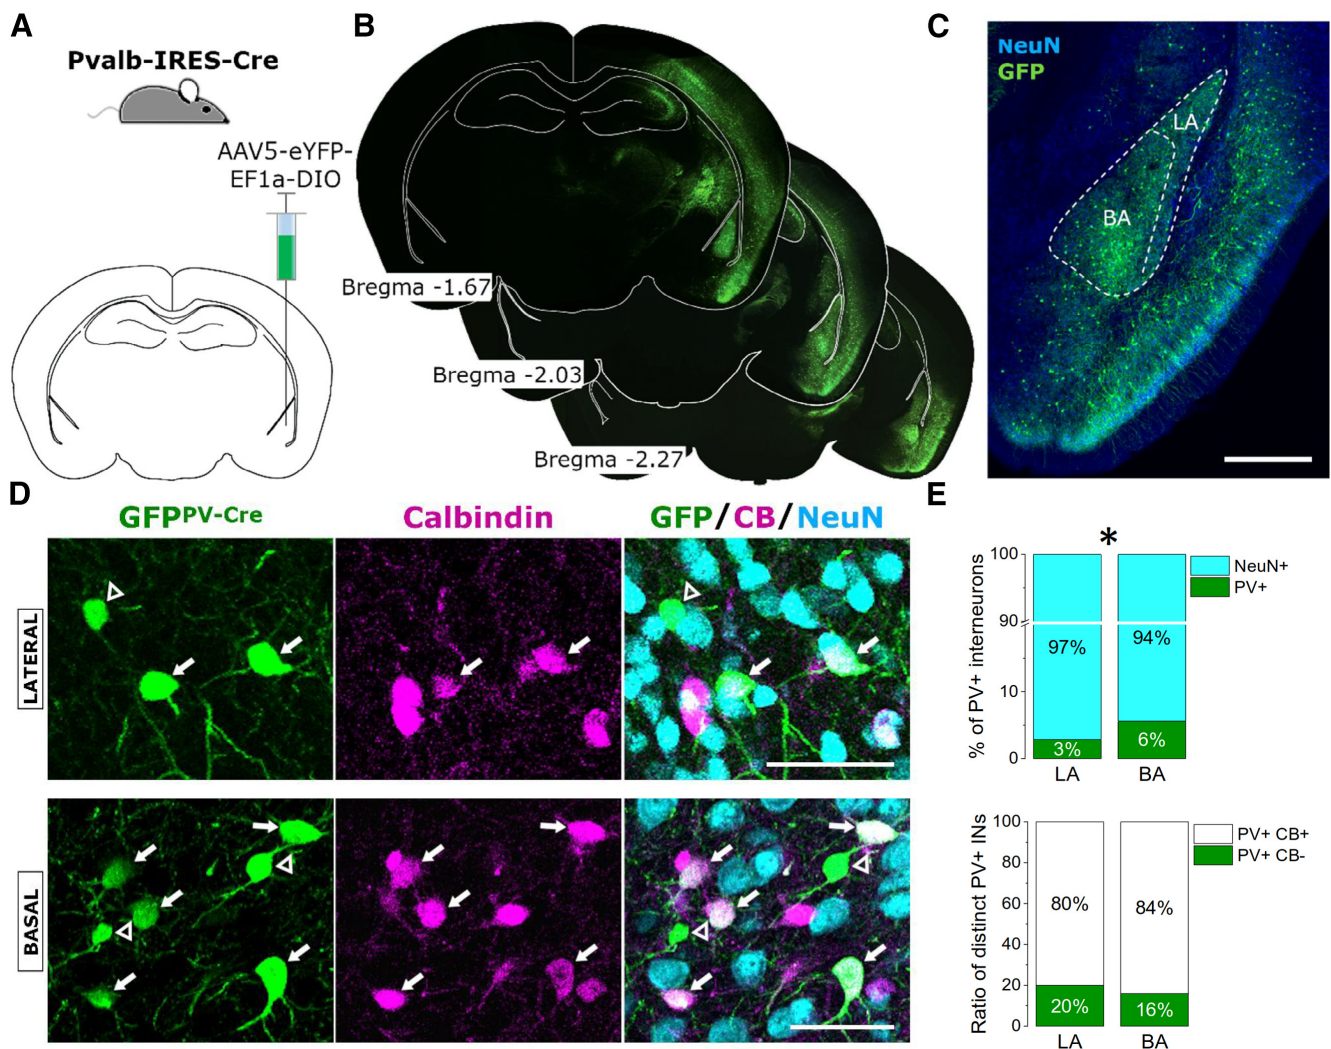 A
Pvalb-IRES-Cre
AAV5-eYFP-
EF1a-DIO
B
Bregma -1.67
Bregma -2.03
Bregma -2.27
C
NeuN
GFP
LA
BA
D
GFPPV-Cre
Calbindin
GFP/CB/NeuN
LATERAL
BASAL
E
*
% of PV+ interneurons
100
90
10
0
97%
94%
3%
6%
LA
BA
NeuN+
PV+
Ratio of distinct PV+ INs
100
80
60
40
20
0
80%
84%
20%
16%
LA
BA
PV+ CB+
PV+ CB-